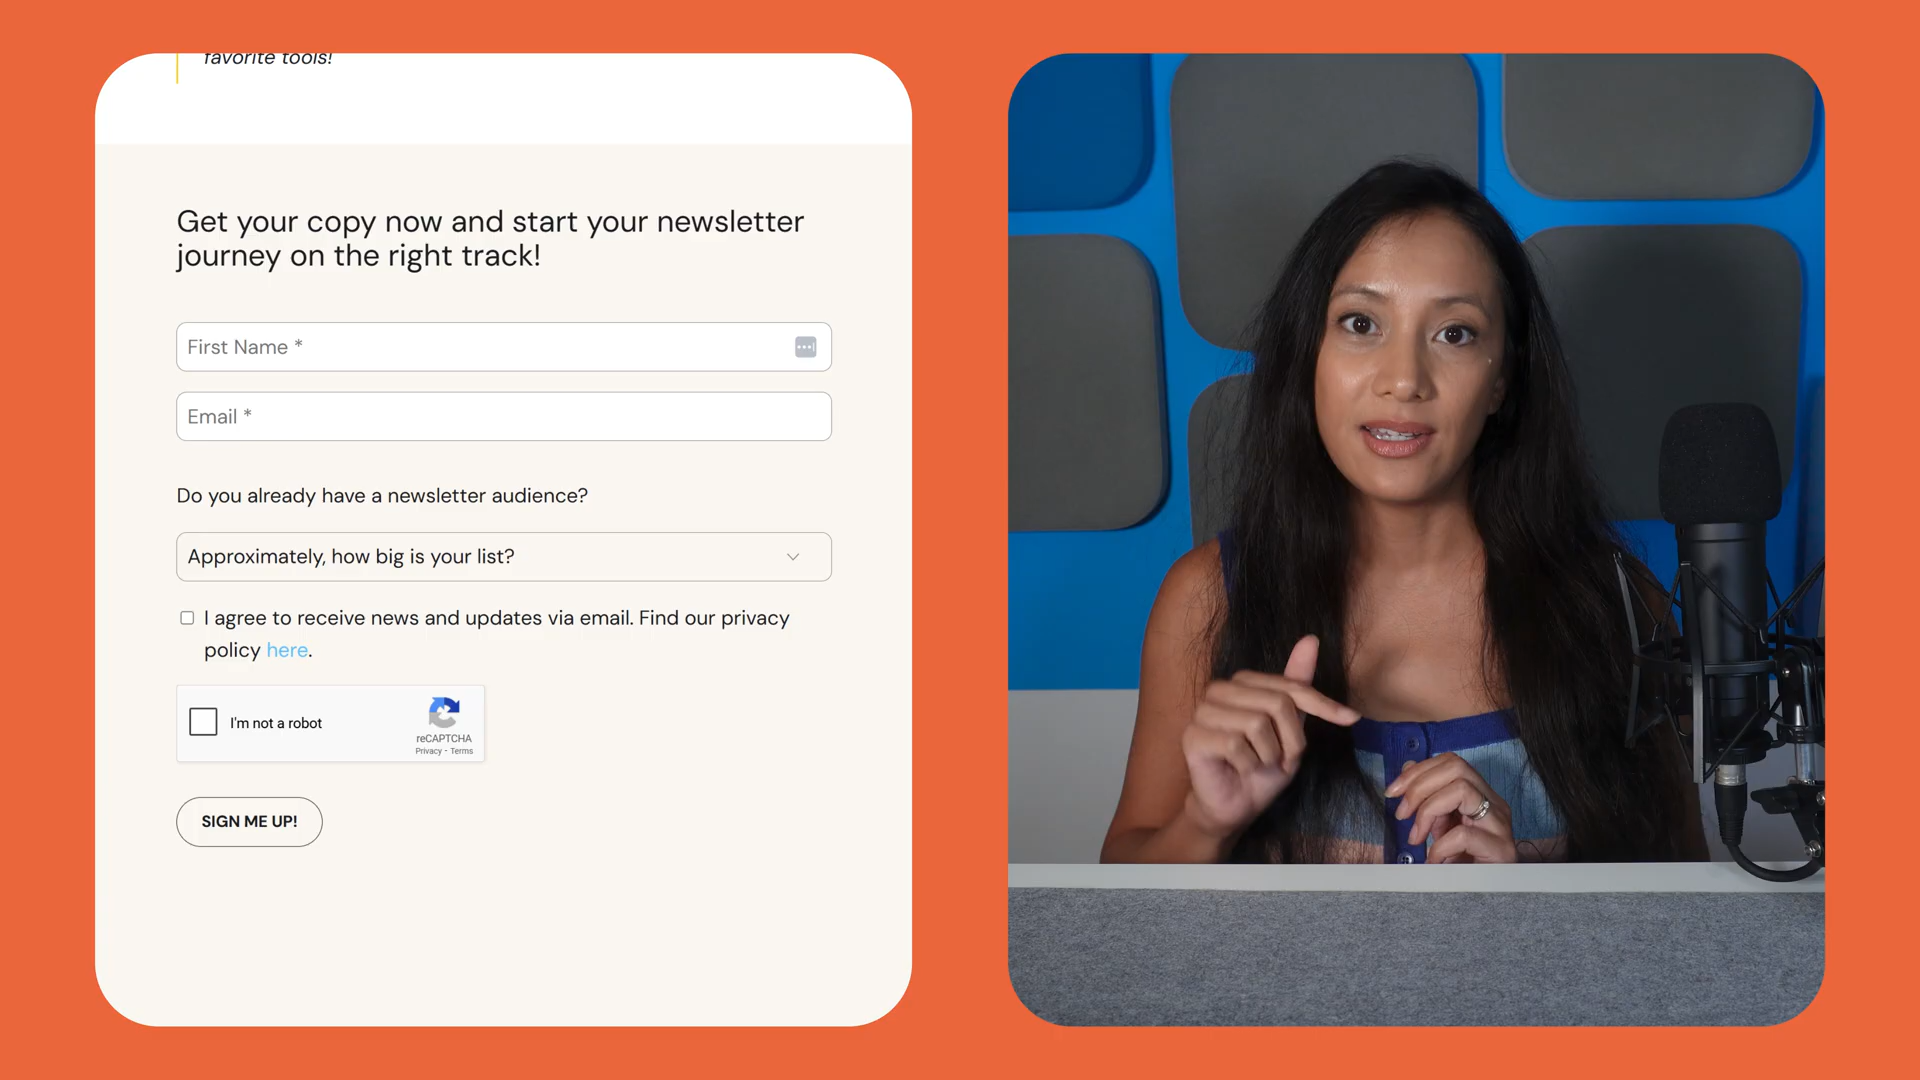 favorite tools!
Get your copy now and start your newsletter
journey on the right track!
First Name *
Email *
Do you already have a newsletter audience?
Approximately, how big is your list?
I agree to receive news and updates via email. Find our privacy
policy here.
I'm not a robot
reCAPTCHA
Privacy - Terms
SIGN ME UP!